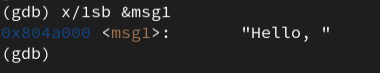 (gdb) x/1sb &msg1
0x804a000 <msg1>:       "Hello, "
(gdb)